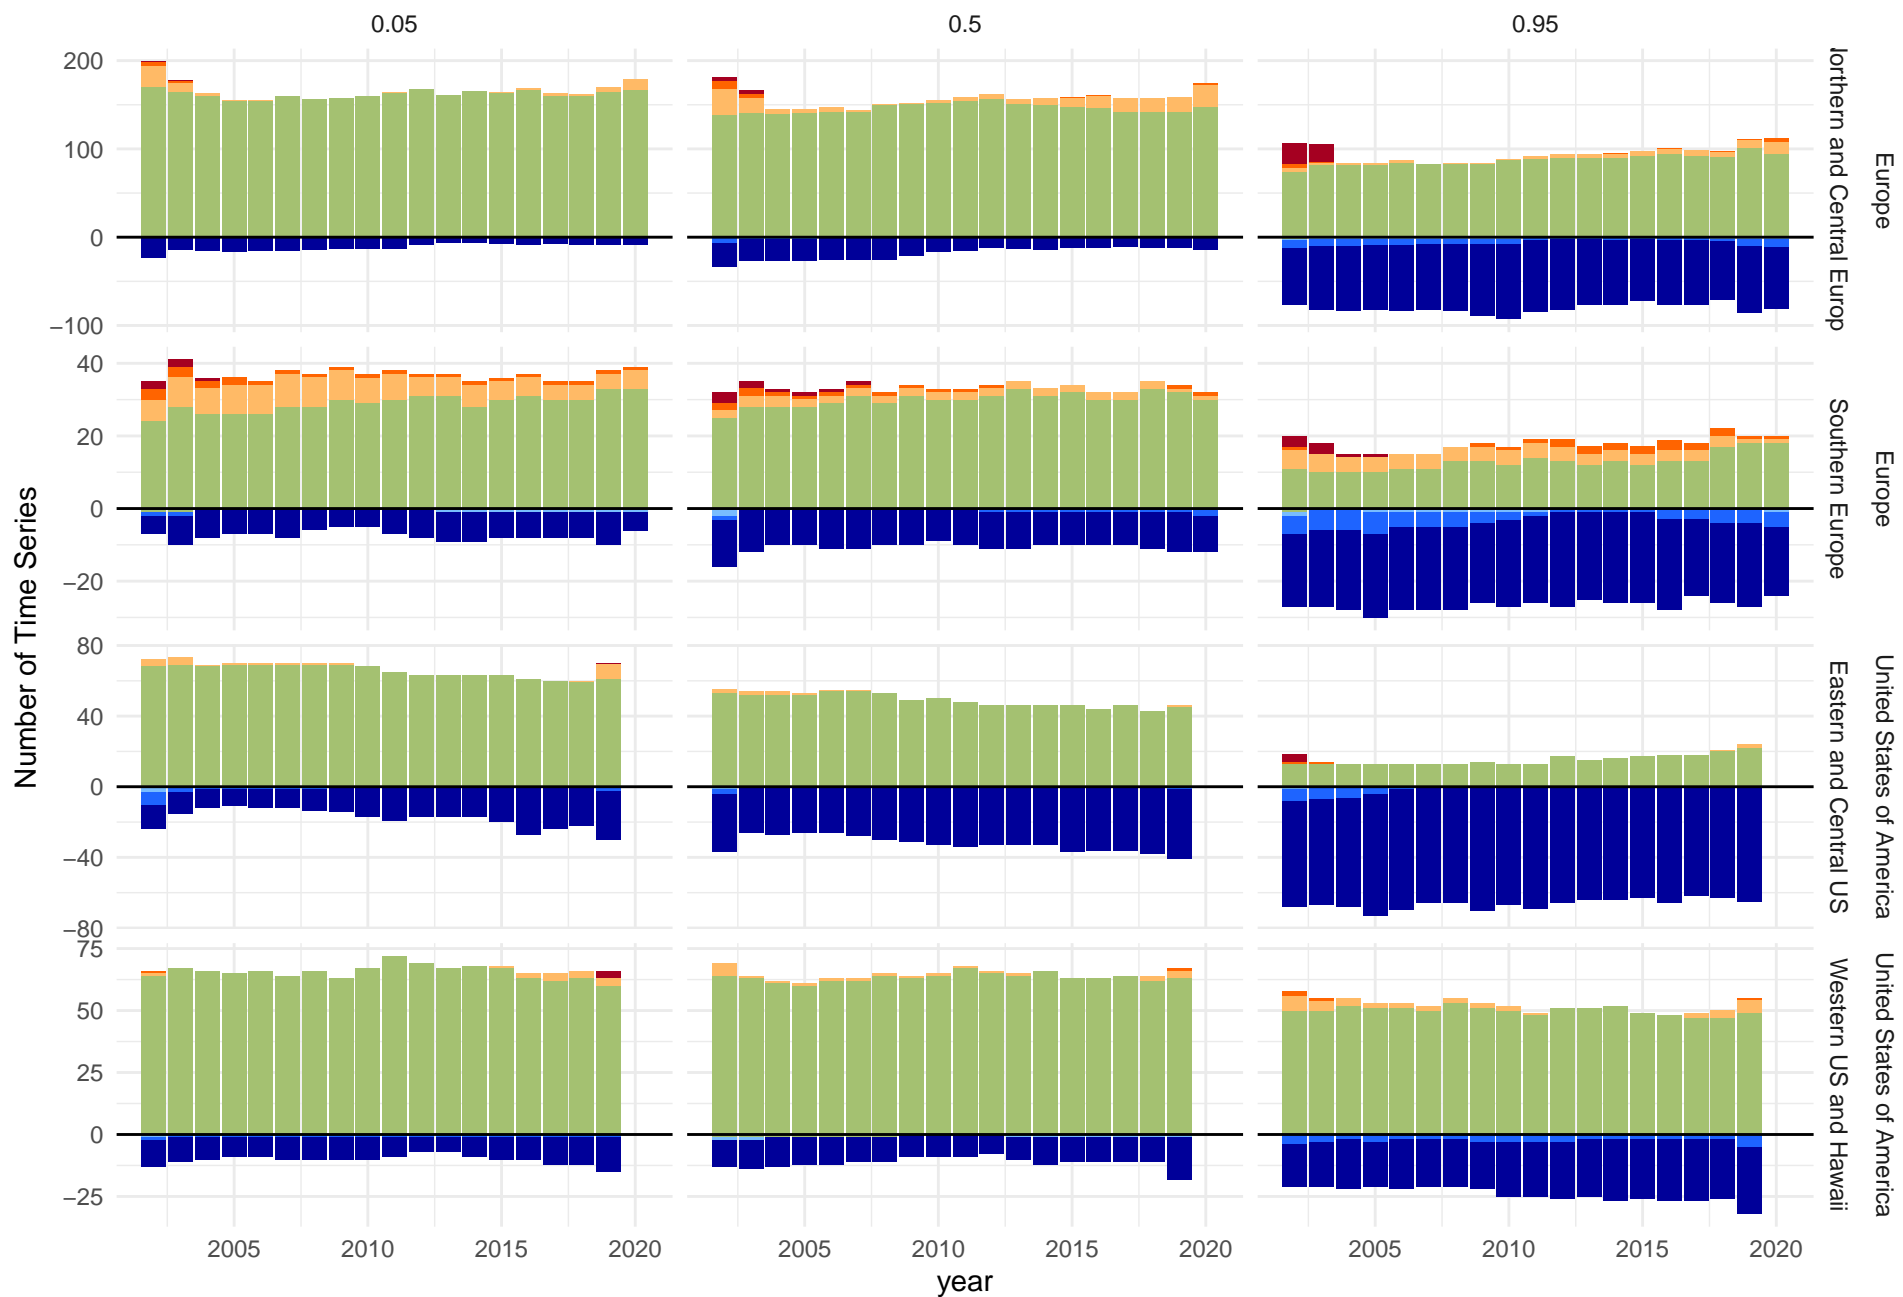 0.05 0.5 0.95
200
100
0
−100
Northern and Central Europ
Europe
40
20
0
−20
Southern Europe
Europe
80
40
0
−40
−80
Eastern and Central US
United States of America
75
50
25
0
−25
Western US and Hawaii
United States of America
Number of Time Series
2005 2010 2015 2020 2005 2010 2015 2020 2005 2010 2015 2020
year